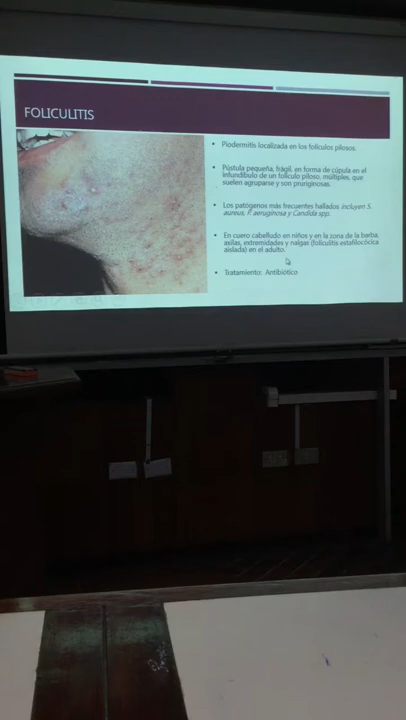 FOLICULITIS
Piodermitis localizada en los folículos pilosos.
Pústula pequeña, frágil, en forma de cúpula en el
infundíbulo de un folículo piloso, múltiples, que
suelen agruparse y son pruriginosas.
Los patógenos más frecuentes hallados, incluyen S.
aureus, P. aeruginosa y Candida spp.
En cuero cabelludo en niños y en la zona de la barba,
axilas, extremidades y nalgas (foliculitis estafilocócica
aislada) en el adulto.
Tratamiento: Antibiótico